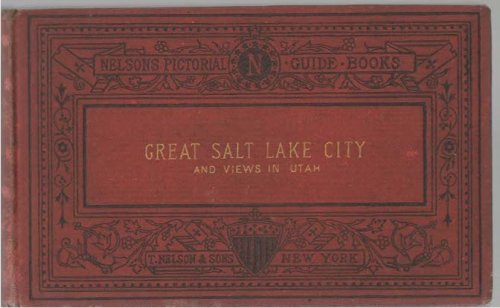 NELSON'S PICTORIAL N GUIDE · BOOKS
GREAT SALT LAKE CITY
AND VIEWS IN UTAH
T. NELSON & SONS NEW YORK